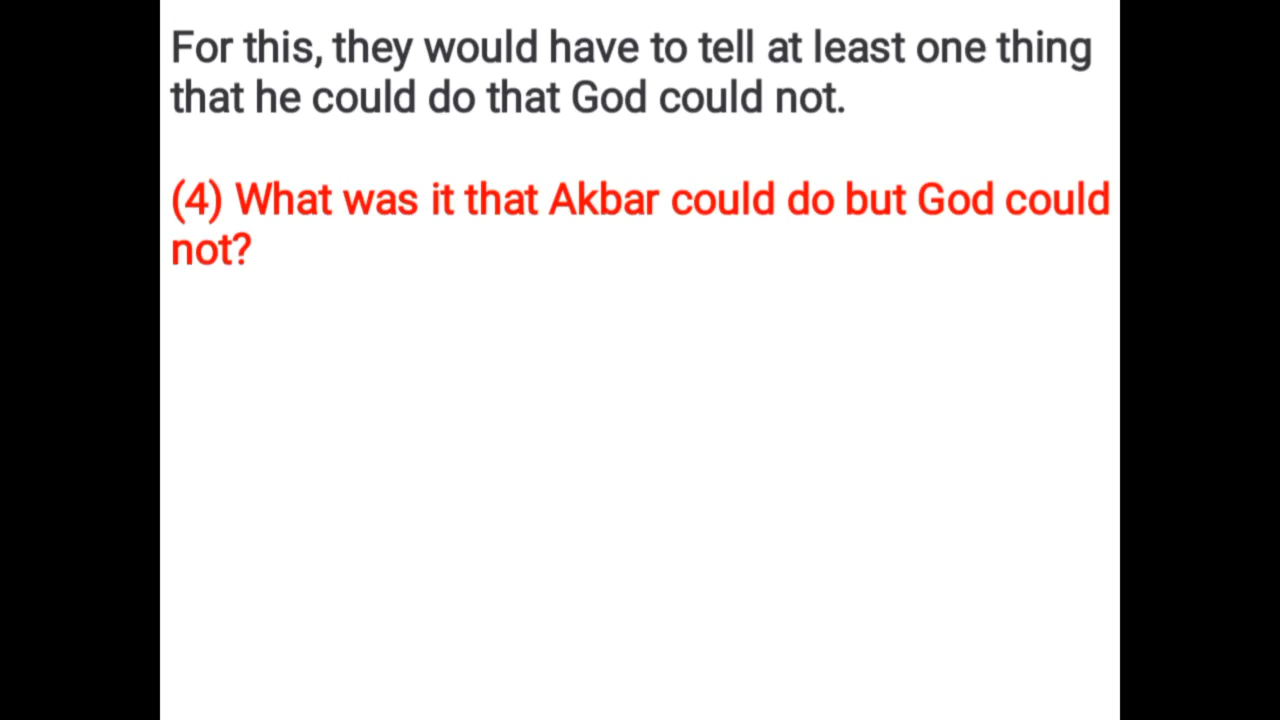 For this, they would have to tell at least one thing
that he could do that God could not.
(4) What was it that Akbar could do but God could
not?